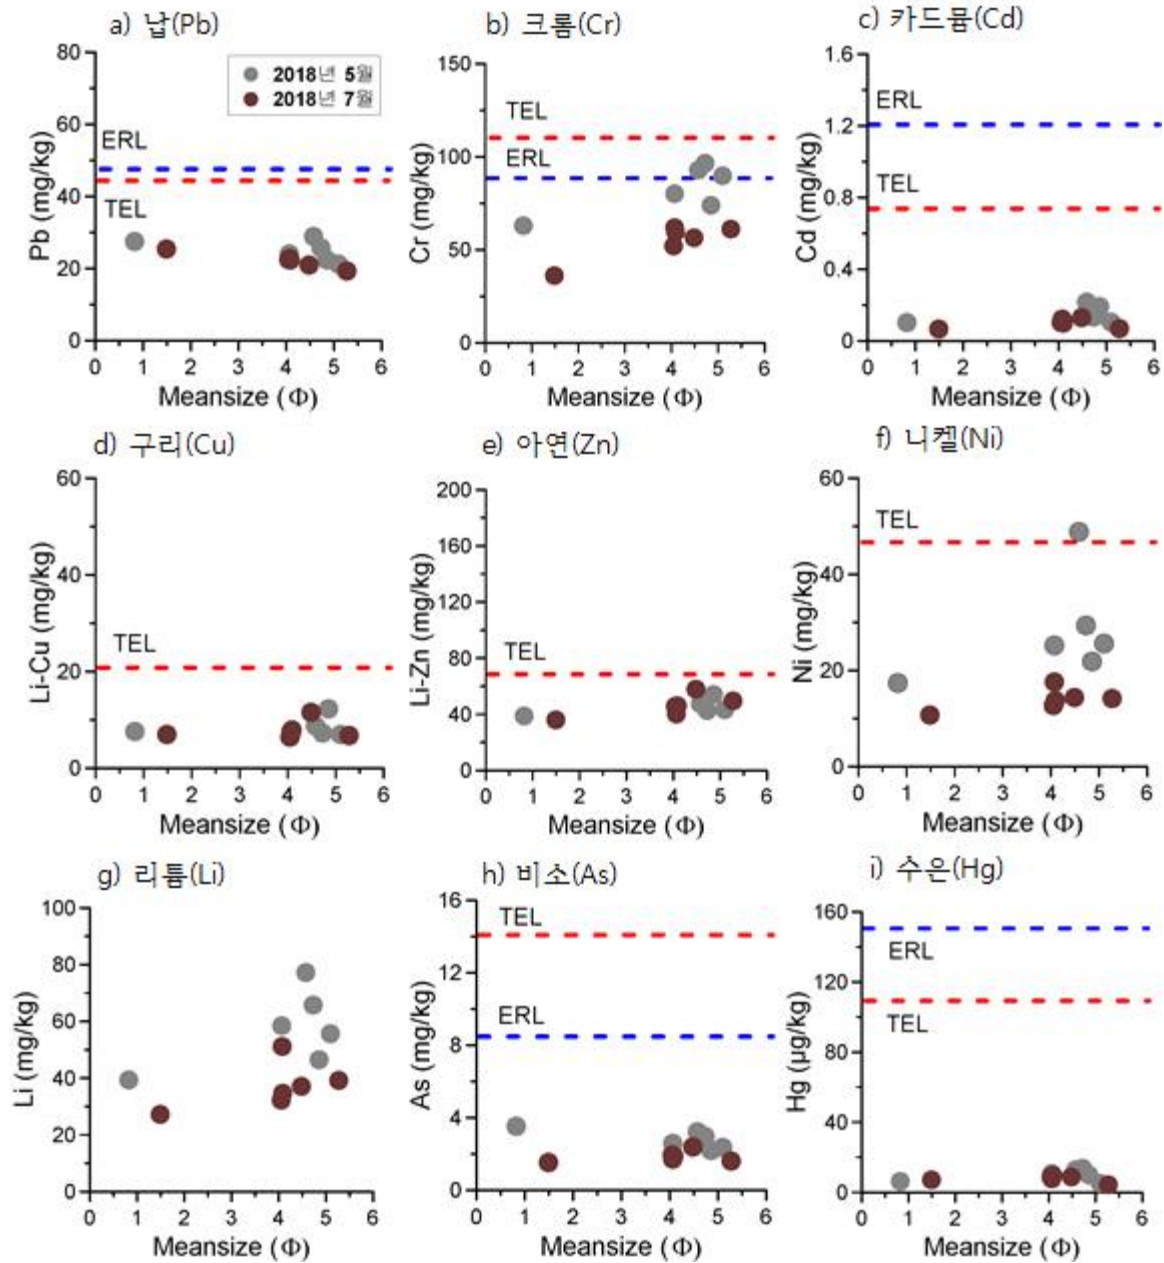 a) 납(Pb)
80
60
40
20
0
Pb (mg/kg)
2018년 5월
2018년 7월
ERL
TEL
0 1 2 3 4 5 6
Meansize (Φ)
b) 크롬(Cr)
150
100
50
0
Cr (mg/kg)
TEL
ERL
0 1 2 3 4 5 6
Meansize (Φ)
c) 카드뮴(Cd)
1.6
1.2
0.8
0.4
0
Cd (mg/kg)
ERL
TEL
0 1 2 3 4 5 6
Meansize (Φ)
d) 구리(Cu)
60
40
20
0
Li-Cu (mg/kg)
TEL
0 1 2 3 4 5 6
Meansize (Φ)
e) 아연(Zn)
200
160
120
80
40
0
Li-Zn (mg/kg)
TEL
0 1 2 3 4 5 6
Meansize (Φ)
f) 니켈(Ni)
60
40
20
0
Ni (mg/kg)
TEL
0 1 2 3 4 5 6
Meansize (Φ)
g) 리튬(Li)
100
80
60
40
20
0
Li (mg/kg)
0 1 2 3 4 5 6
Meansize (Φ)
h) 비소(As)
16
12
8
4
0
As (mg/kg)
TEL
ERL
0 1 2 3 4 5 6
Meansize (Φ)
i) 수은(Hg)
160
120
80
40
0
Hg (μg/kg)
ERL
TEL
0 1 2 3 4 5 6
Meansize (Φ)